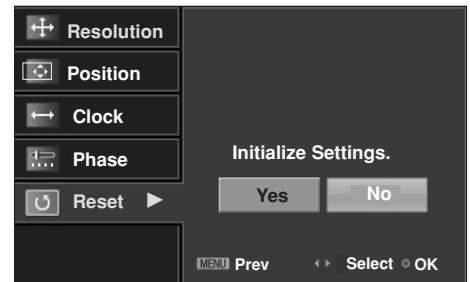 Resolution
Position
Clock
Phase
Reset
Initialize Settings.
Yes No
MENU Prev Select OK